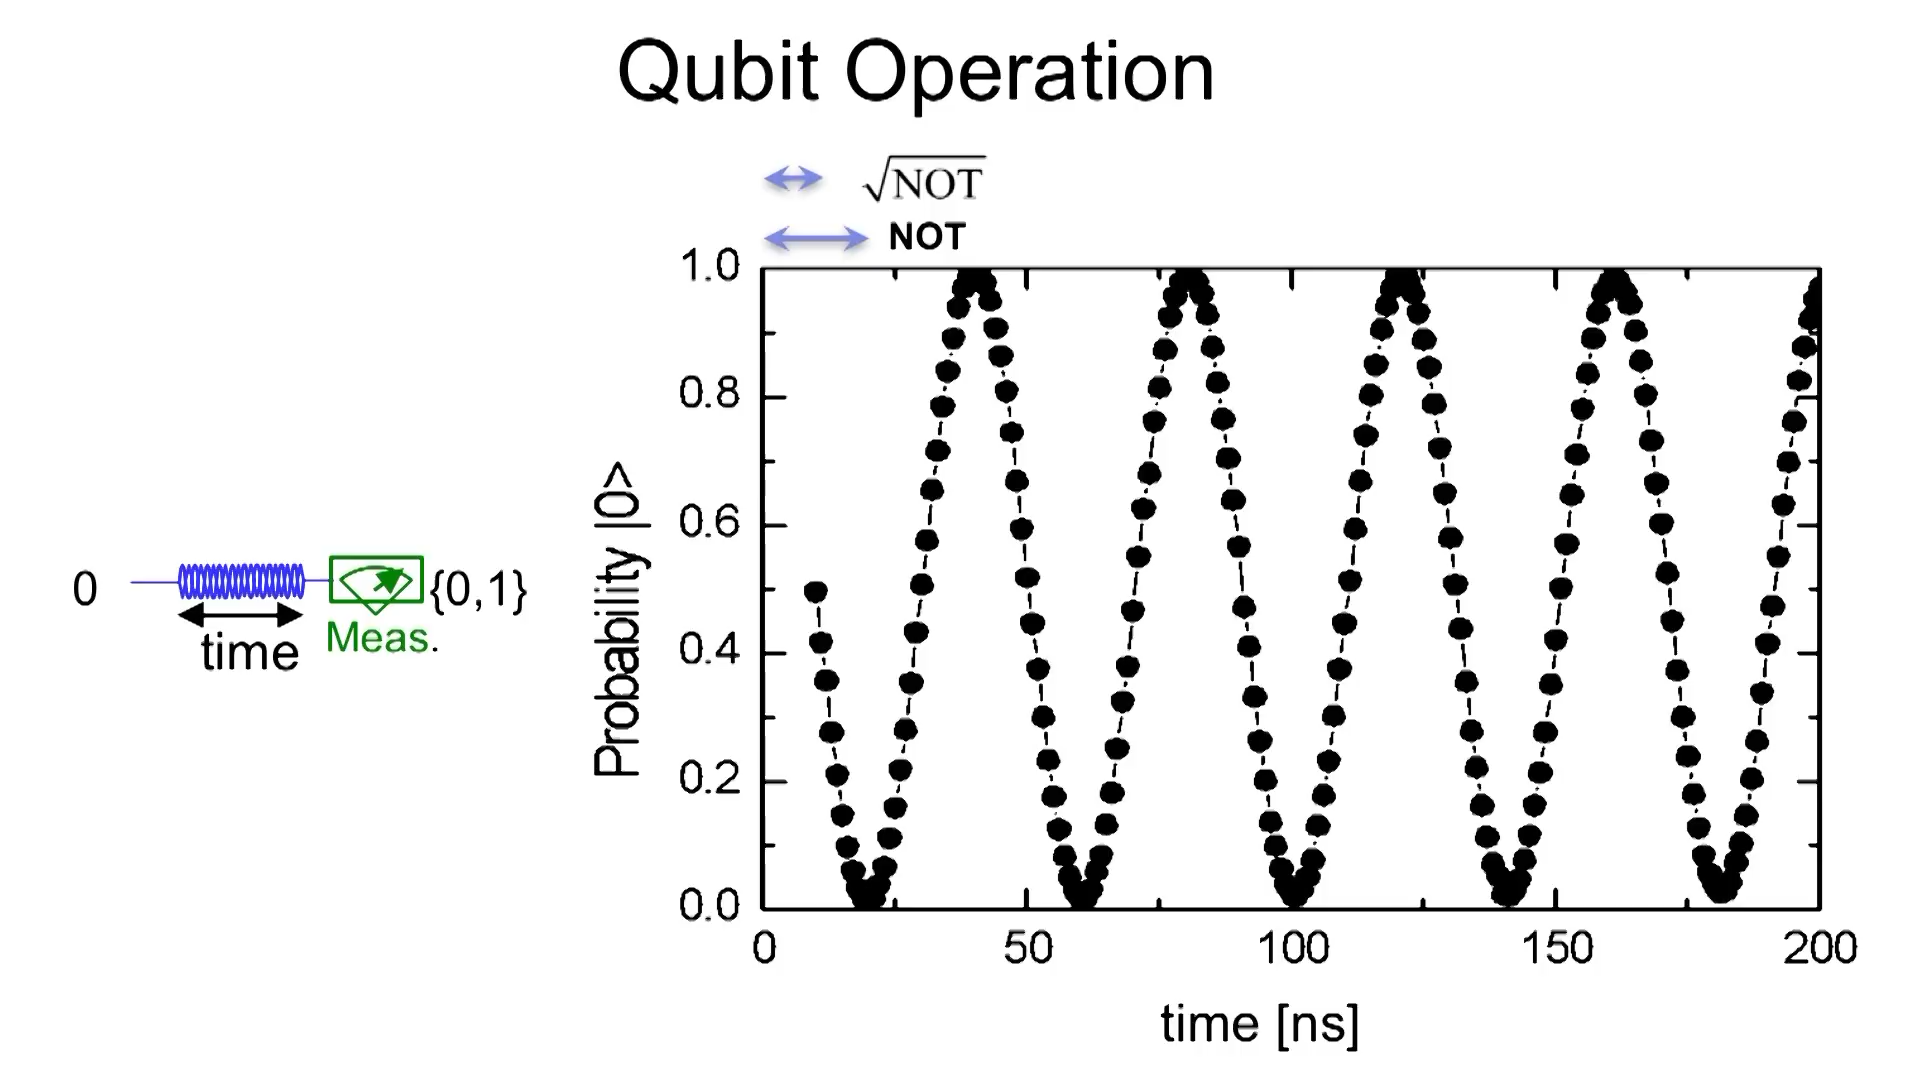 Qubit Operation
√NOT
NOT
1.0
0.8
0.6
0.4
0.2
0.0
Probability |0>
0
time
Meas.
{0,1}
0
50
100
150
200
time [ns]